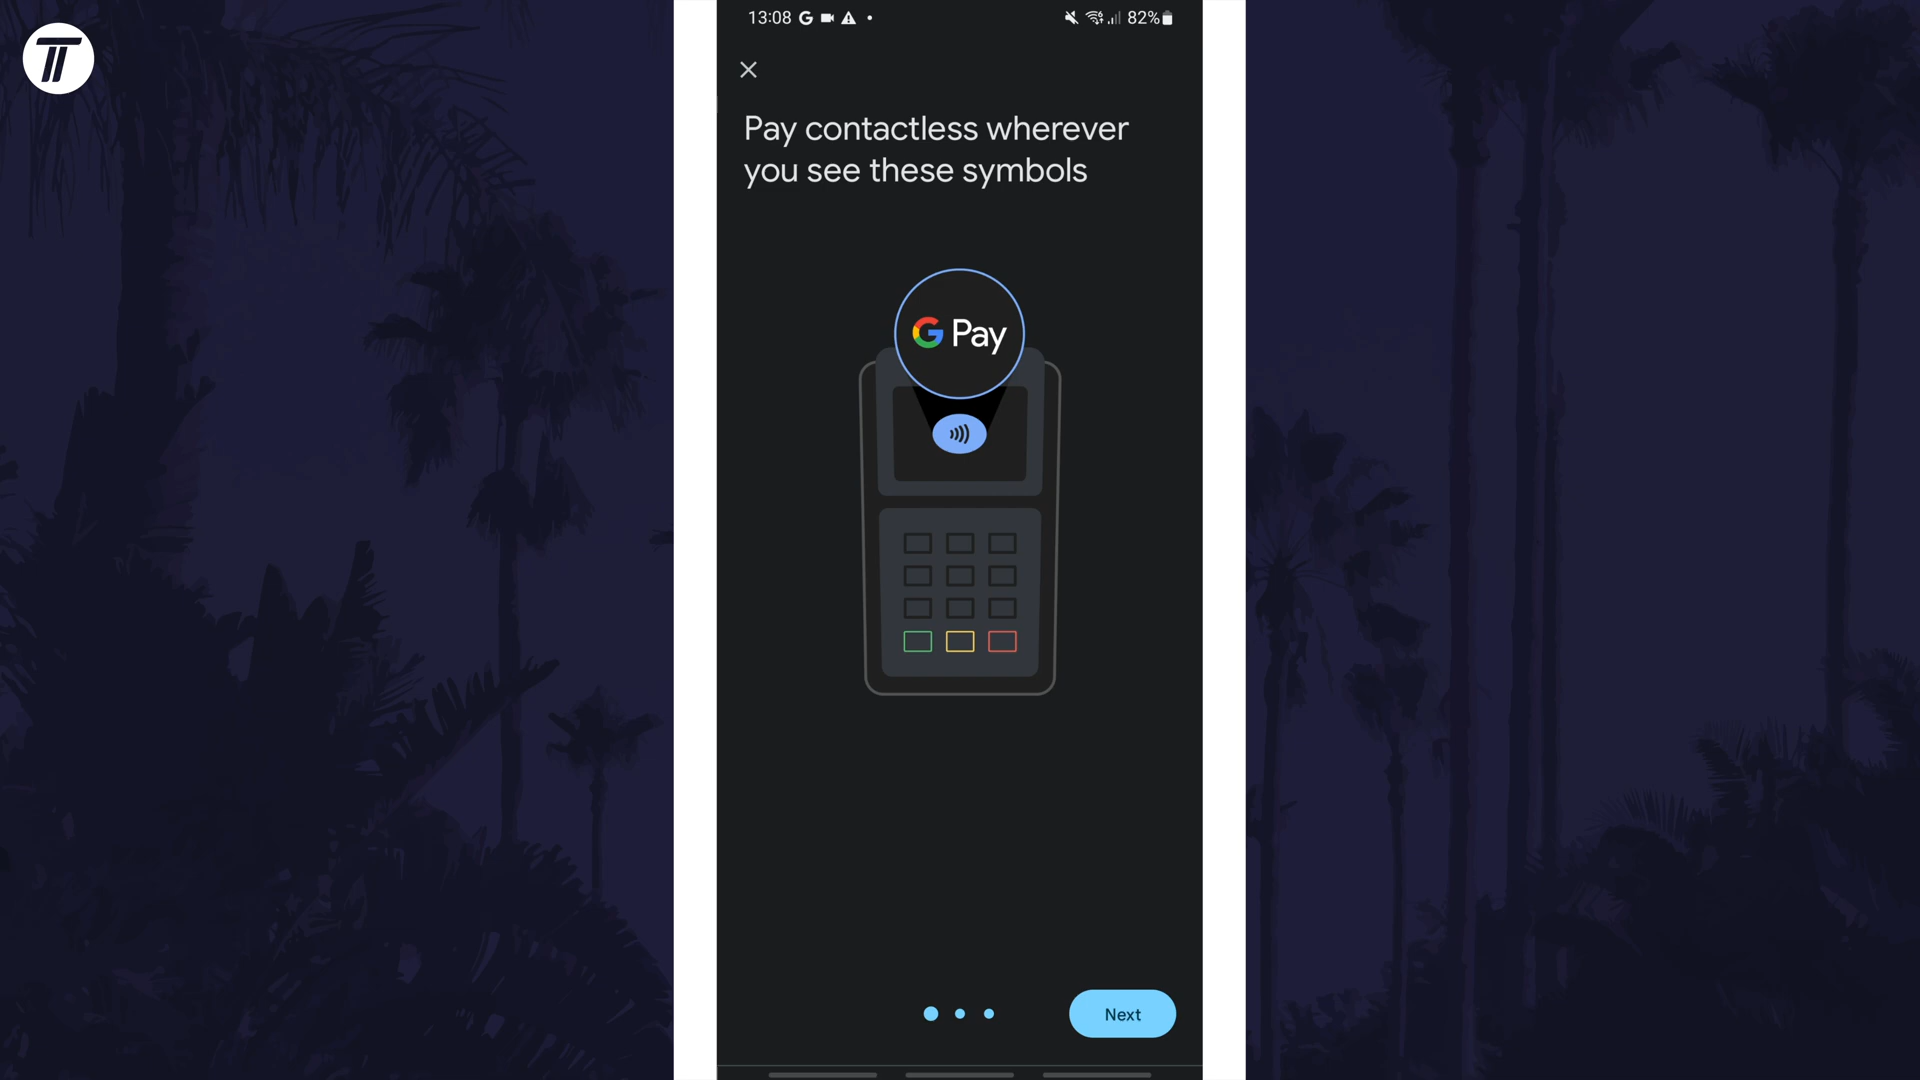 13:08
82%
Pay contactless wherever
you see these symbols
G Pay
Next